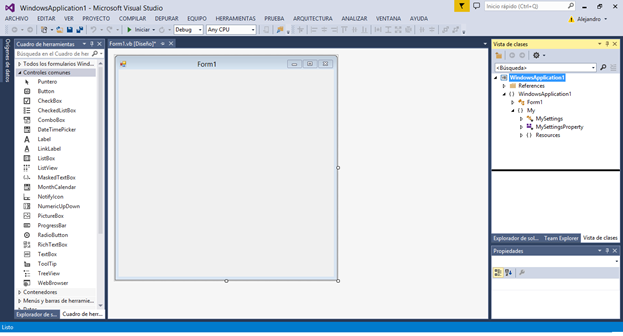 WindowsApplication1 - Microsoft Visual Studio
Inicio rápido (Ctrl+Q)
ARCHIVO EDITAR VER PROYECTO COMPILAR DEPURAR EQUIPO HERRAMIENTAS PRUEBA ARQUITECTURA ANALIZAR VENTANA AYUDA
Alejandro
Iniciar Debug Any CPU
Orígenes de datos
Cuadro de herramientas
Buscar en el Cuadro de her
Todos los formularios Wind...
Controles comunes
Puntero
Button
CheckBox
CheckedListBox
ComboBox
DateTimePicker
Label
LinkLabel
ListBox
ListView
MaskedTextBox
MonthCalendar
NotifyIcon
NumericUpDown
PictureBox
ProgressBar
RadioButton
RichTextBox
TextBox
ToolTip
TreeView
WebBrowser
Contenedores
Menús y barras de herramie...
Datos
Explorador de s...
Cuadro de herr...
Form1.vb [Diseño]*
Form1
Vista de clases
<Búsqueda>
WindowsApplication1
References
WindowsApplication1
Form1
My
MySettings
MySettingsProperty
Resources
Explorador de sol...
Team Explorer
Vista de clases
Propiedades
Listo